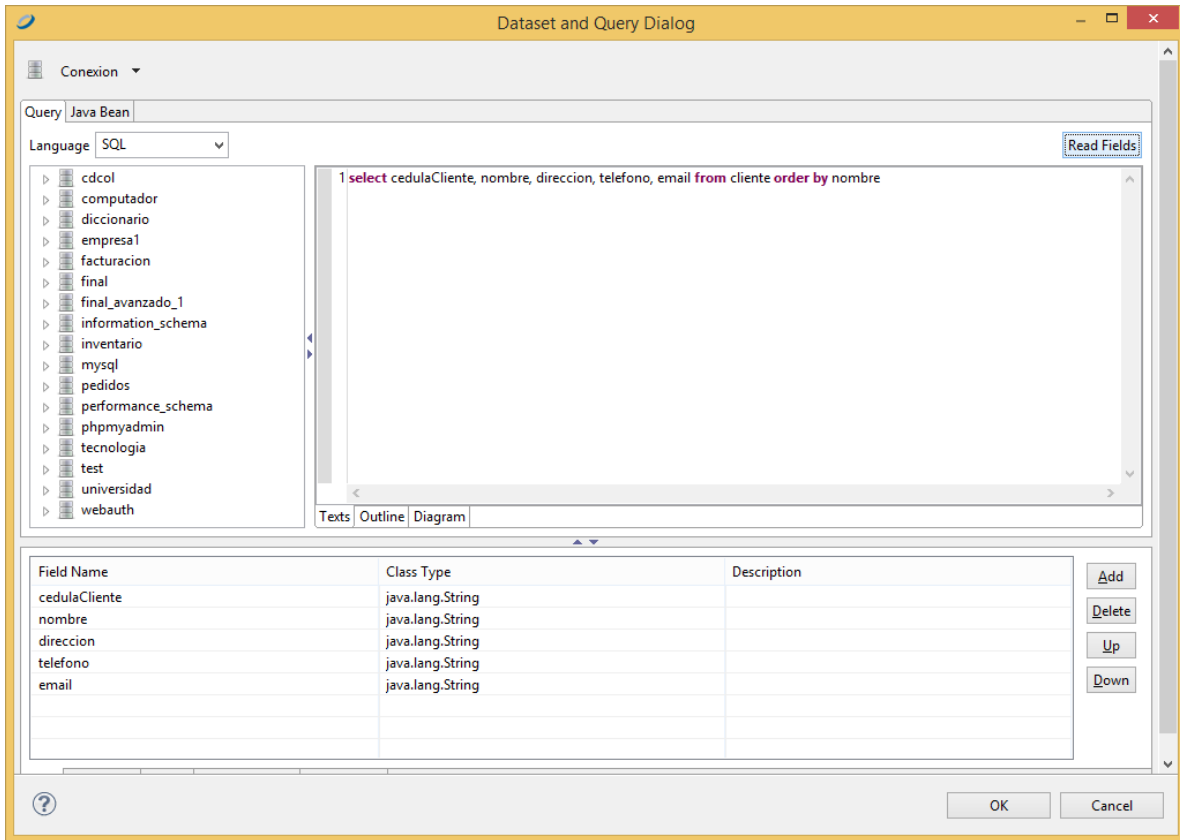 Dataset and Query Dialog
Conexion
Query Java Bean
Language SQL
Read Fields
cdcol
computador
diccionario
empresa1
facturacion
final
final_avanzado_1
information_schema
inventario
mysql
pedidos
performance_schema
phpmyadmin
tecnologia
test
universidad
webauth
1 select cedulaCliente, nombre, direccion, telefono, email from cliente order by nombre
Texts Outline Diagram
Field Name Class Type Description
cedulaCliente java.lang.String
nombre java.lang.String
direccion java.lang.String
telefono java.lang.String
email java.lang.String
Add
Delete
Up
Down
?
OK Cancel